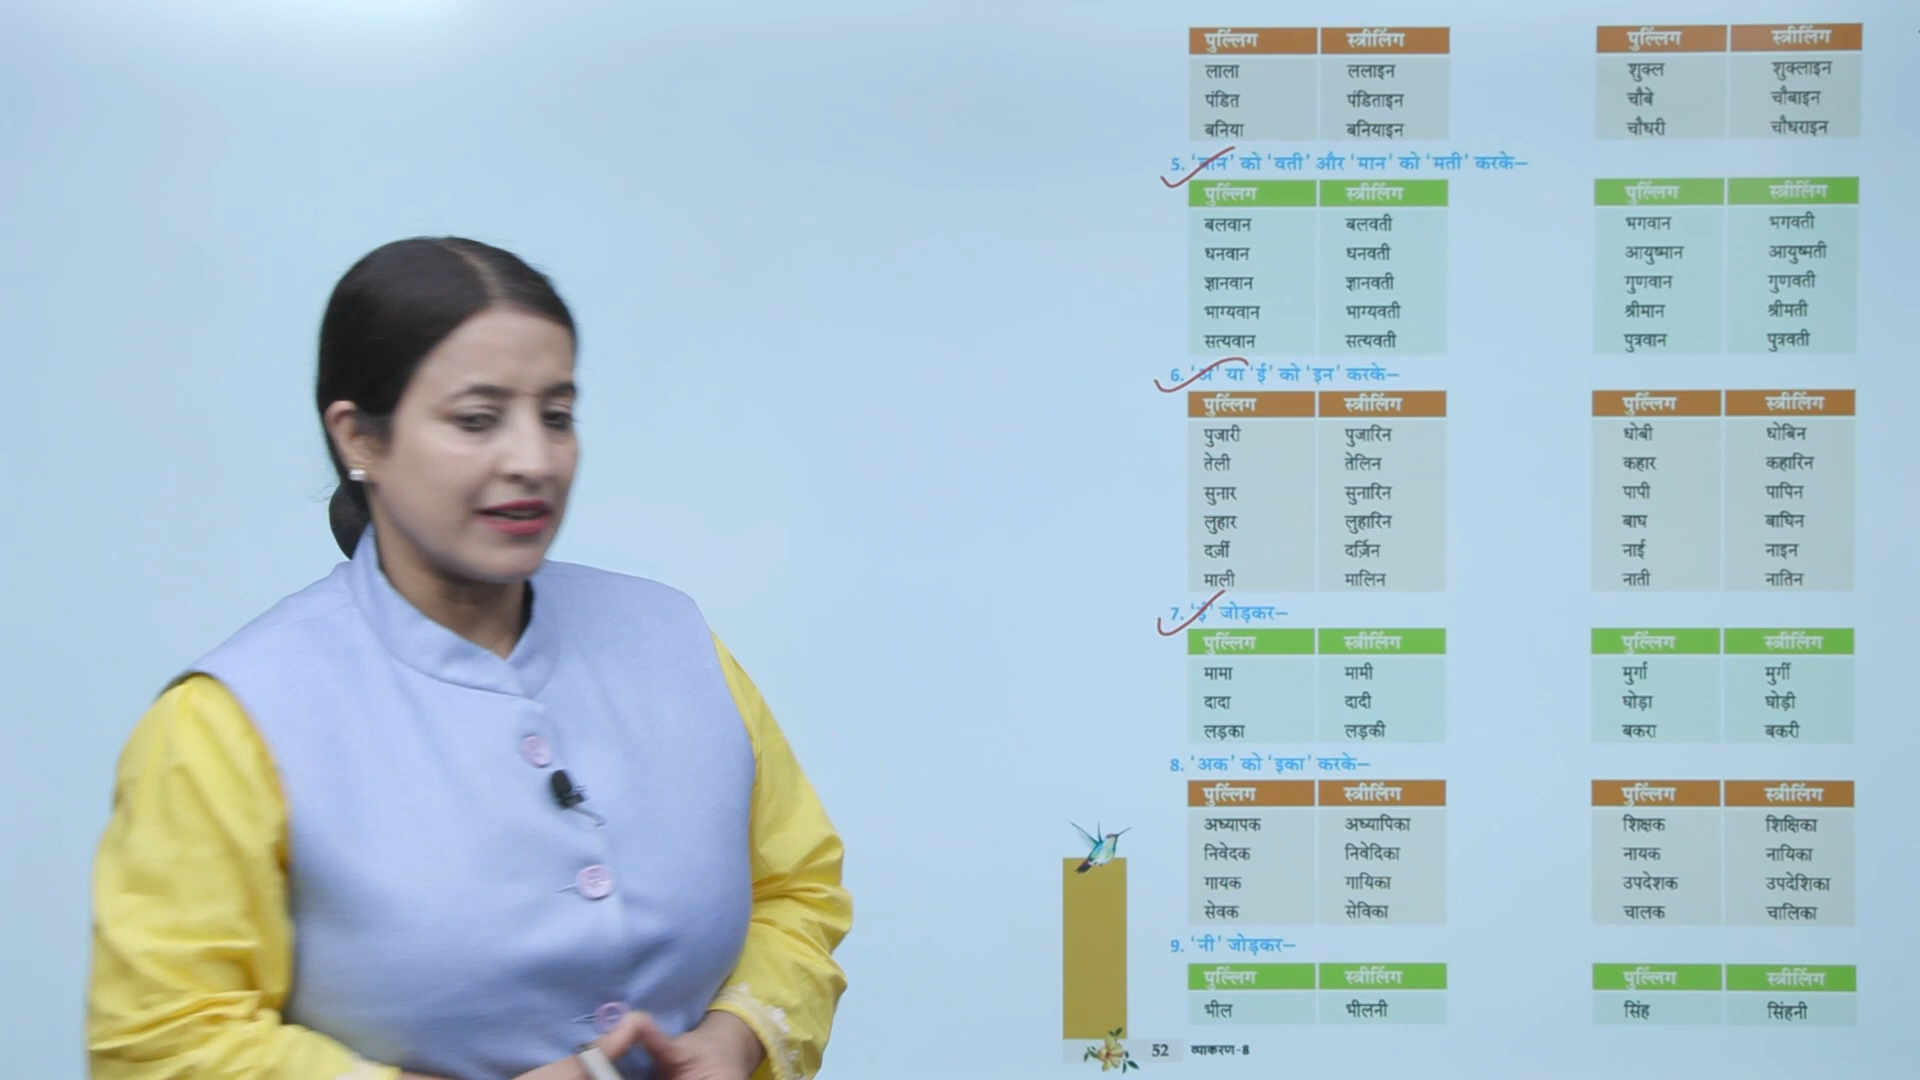 पुल्लिंग स्त्रीलिंग पुल्लिंग स्त्रीलिंग
लाला ललाइन शुक्ल शुक्लाइन
पंडित पंडिताइन चौबे चौबाइन
बनिया बनियाइन चौधरी चौधराइन
5. ‘वान’ को ‘वती’ और ‘मान’ को ‘मती’ करके–
पुल्लिंग स्त्रीलिंग पुल्लिंग स्त्रीलिंग
बलवान बलवती भगवान भगवती
धनवान धनवती आयुष्मान आयुष्मती
ज्ञानवान ज्ञानवती गुणवान गुणवती
भाग्यवान भाग्यवती श्रीमान श्रीमती
सत्यवान सत्यवती पुत्रवान पुत्रवती
6. ‘अ’ या ‘ई’ को ‘इन’ करके–
पुल्लिंग स्त्रीलिंग पुल्लिंग स्त्रीलिंग
पुजारी पुजारिन धोबी धोबिन
तेली तेलिन कहार कहारिन
सुनार सुनारिन पापी पापिन
लुहार लुहारिन बाघ बाघिन
दर्ज़ी दर्ज़िन नाई नाइन
माली मालिन नाती नातिन
7. ‘ई’ जोड़कर–
पुल्लिंग स्त्रीलिंग पुल्लिंग स्त्रीलिंग
मामा मामी मुर्गा मुर्गी
दादा दादी घोड़ा घोड़ी
लड़का लड़की बकरा बकरी
8. ‘अक’ को ‘इका’ करके–
पुल्लिंग स्त्रीलिंग पुल्लिंग स्त्रीलिंग
अध्यापक अध्यापिका शिक्षक शिक्षिका
निवेदक निवेदिका नायक नायिका
गायक गायिका उपदेशक उपदेशिका
सेवक सेविका चालक चालिका
9. ‘नी’ जोड़कर–
पुल्लिंग स्त्रीलिंग पुल्लिंग स्त्रीलिंग
भील भीलनी सिंह सिंहनी
52 व्याकरण-8